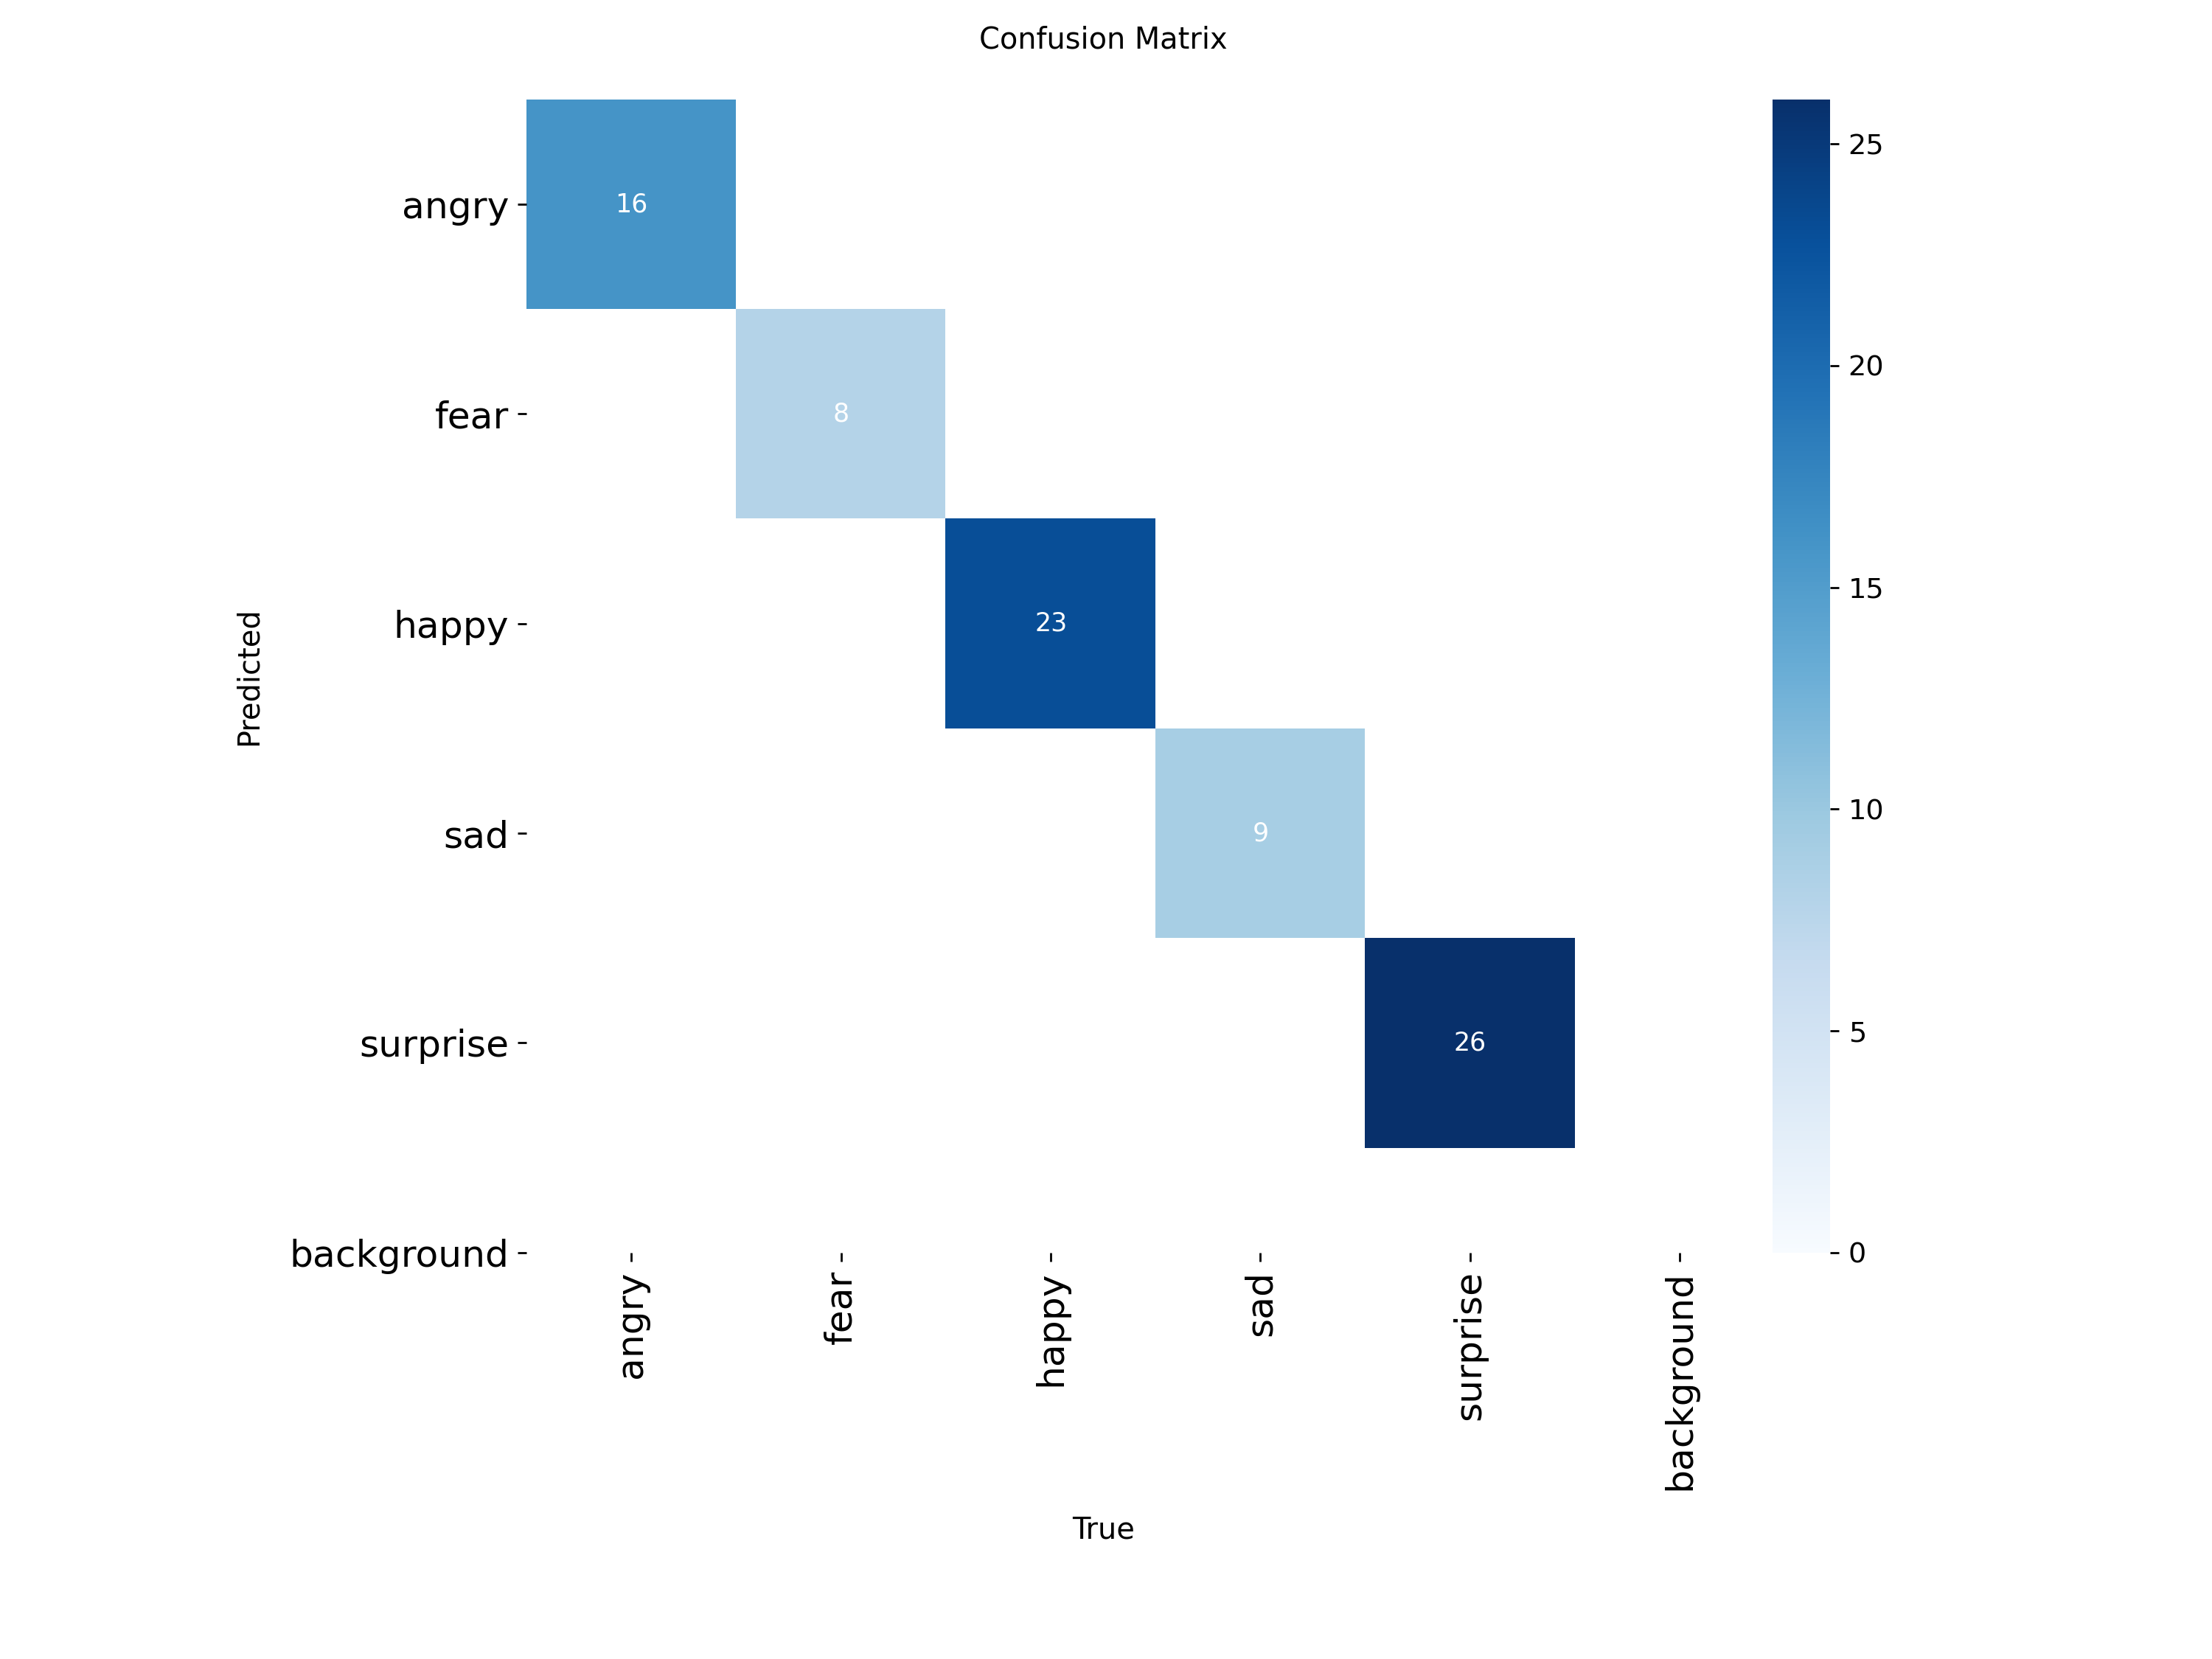 Confusion Matrix
angry
16
fear
8
happy
23
sad
9
surprise
26
background
Predicted
angry
fear
happy
sad
surprise
background
True
25
20
15
10
5
0